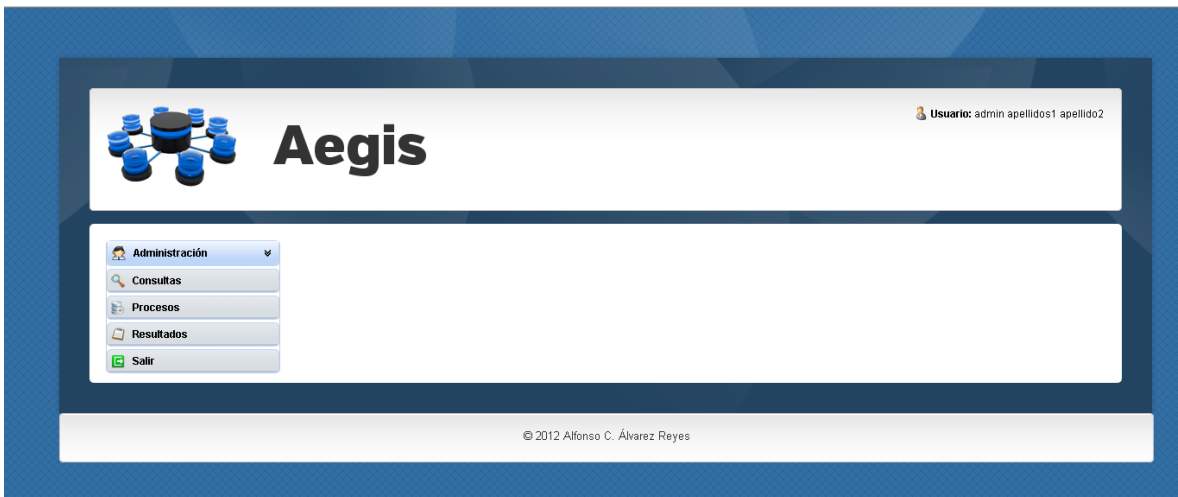 Aegis
Usuario: admin apellidos1 apellido2
Administración
Consultas
Procesos
Resultados
Salir
© 2012 Alfonso C. Álvarez Reyes